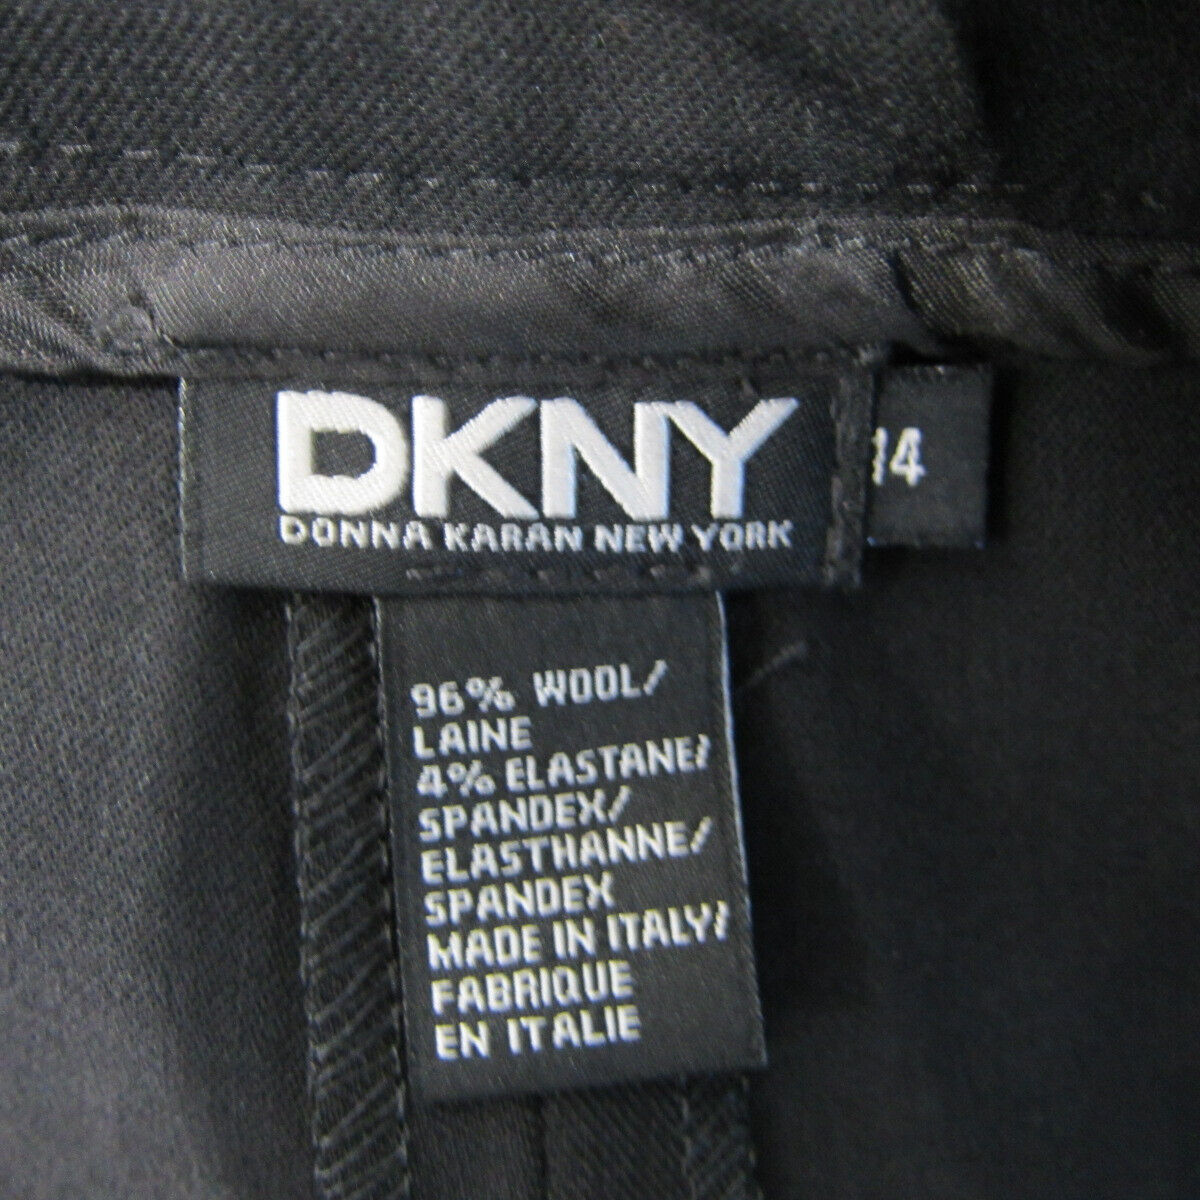 DKNY
DONNA KARAN NEW YORK
14
96% WOOL/
LAINE
4% ELASTANE/
SPANDEX/
ELASTHANNE/
SPANDEX
MADE IN ITALY/
FABRIQUE
EN ITALIE